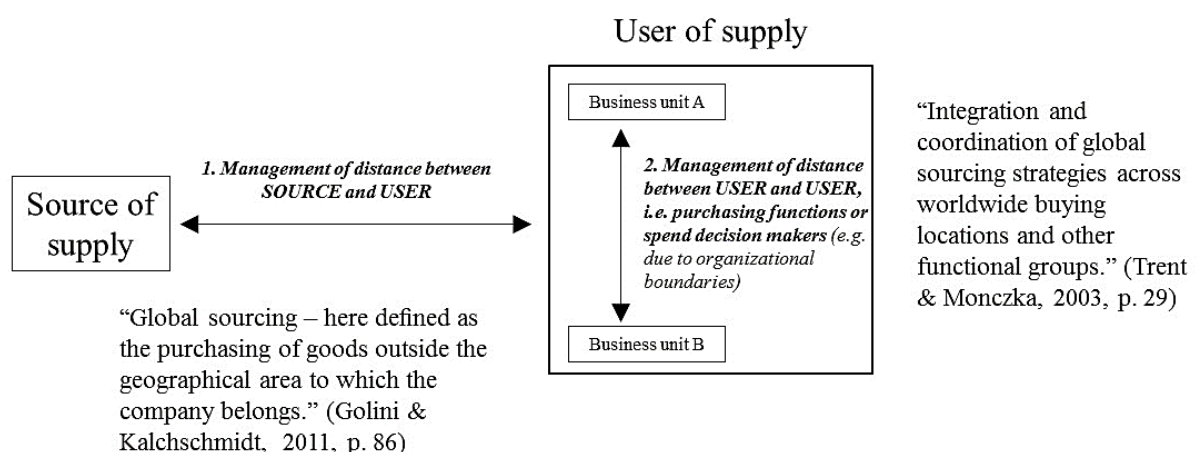 User of supply
Business unit A
1. Management of distance between
SOURCE and USER
2. Management of distance
between USER and USER,
i.e. purchasing functions or
spend decision makers (e.g.
due to organizational
boundaries)
Source of
supply
Business unit B
“Integration and
coordination of global
sourcing strategies across
worldwide buying
locations and other
functional groups.” (Trent
& Monczka, 2003, p. 29)
“Global sourcing – here defined as
the purchasing of goods outside the
geographical area to which the
company belongs.” (Golini &
Kalchschmidt, 2011, p. 86)